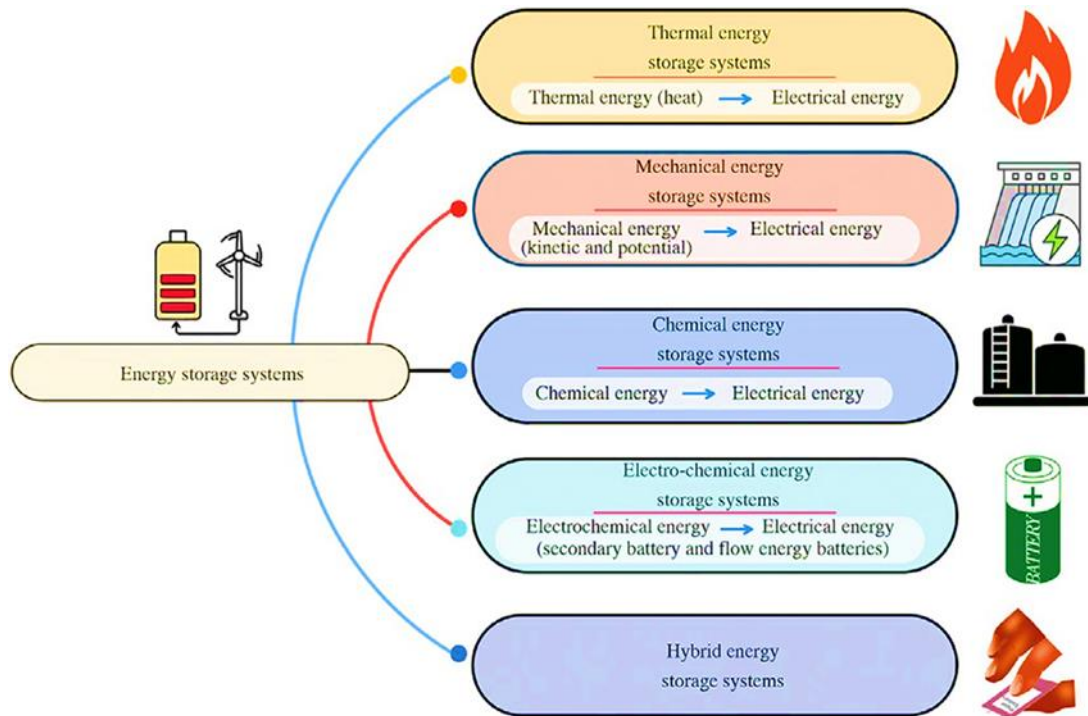 Thermal energy
storage systems
Thermal energy (heat) → Electrical energy
Mechanical energy
storage systems
Mechanical energy → Electrical energy
(kinetic and potential)
Energy storage systems
Chemical energy
storage systems
Chemical energy → Electrical energy
Electro-chemical energy
storage systems
Electrochemical energy → Electrical energy
(secondary battery and flow energy batteries)
BATTERY
Hybrid energy
storage systems